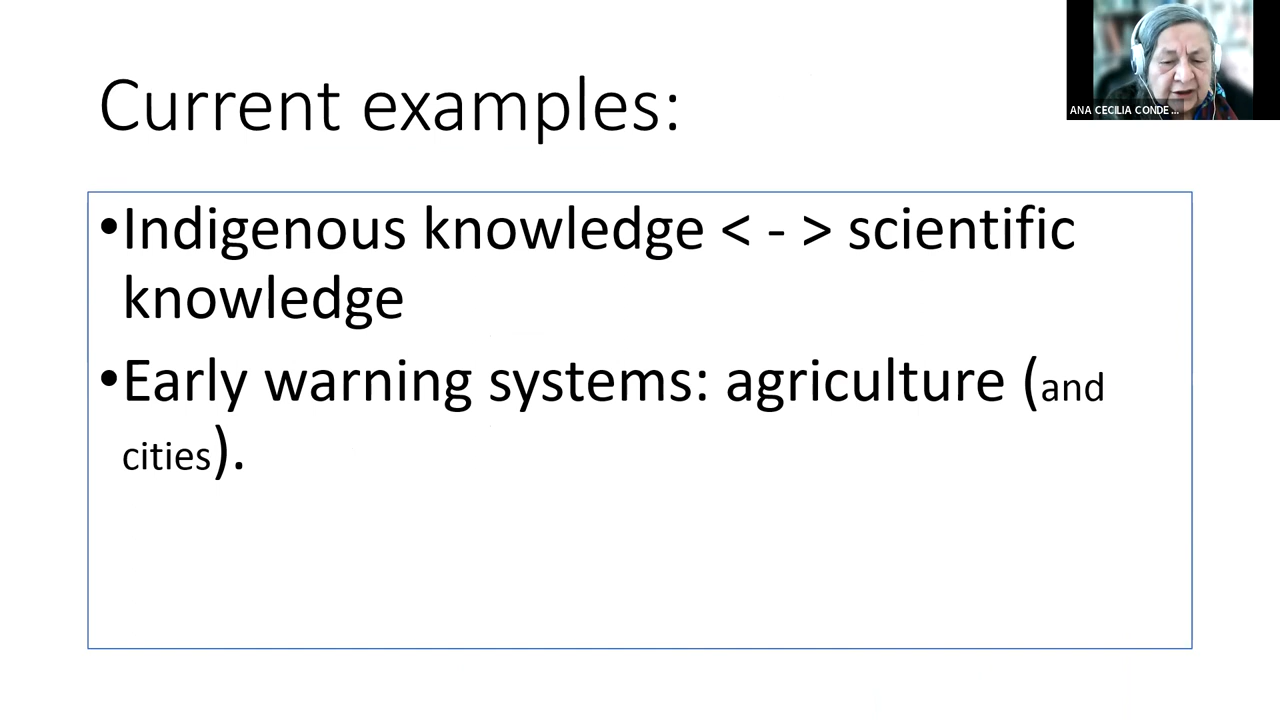 Current examples:
ANA CECILIA CONDE ...
•Indigenous knowledge < - > scientific
knowledge
•Early warning systems: agriculture (and
cities).